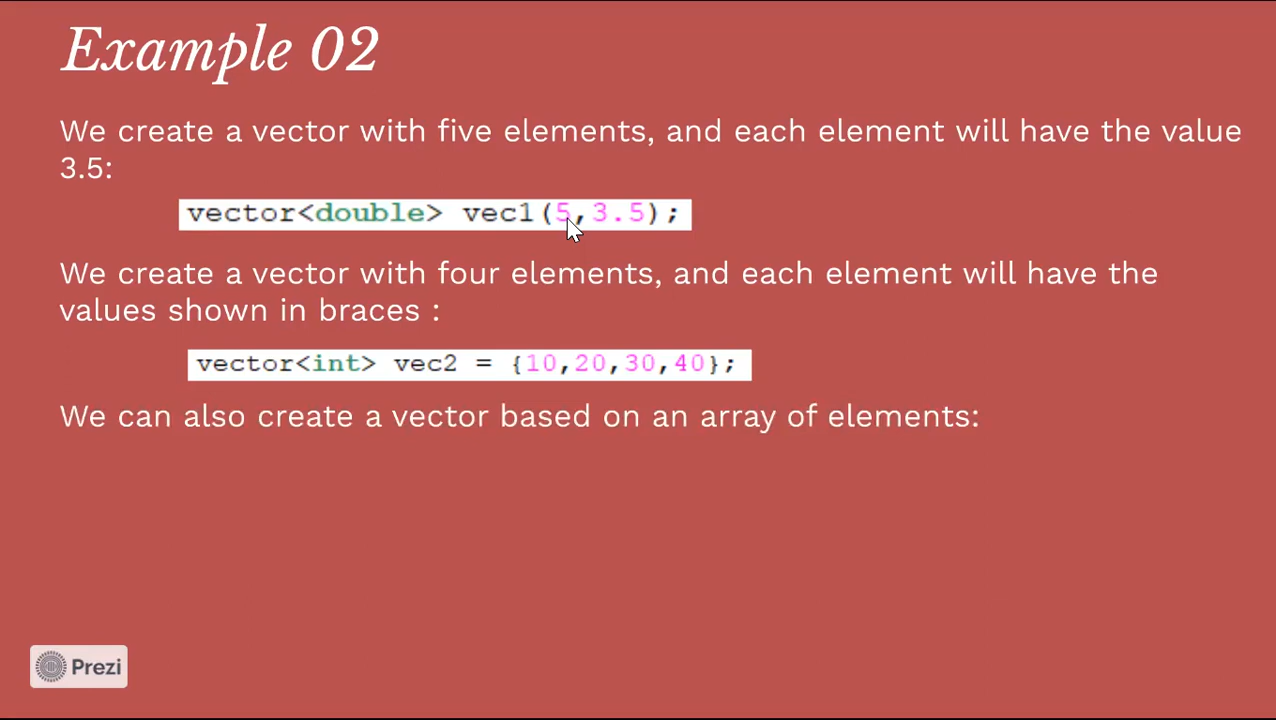 Example 02
We create a vector with five elements, and each element will have the value
3.5:
vector<double> vec1(5,3.5);
We create a vector with four elements, and each element will have the
values shown in braces :
vector<int> vec2 = {10,20,30,40};
We can also create a vector based on an array of elements:
Prezi